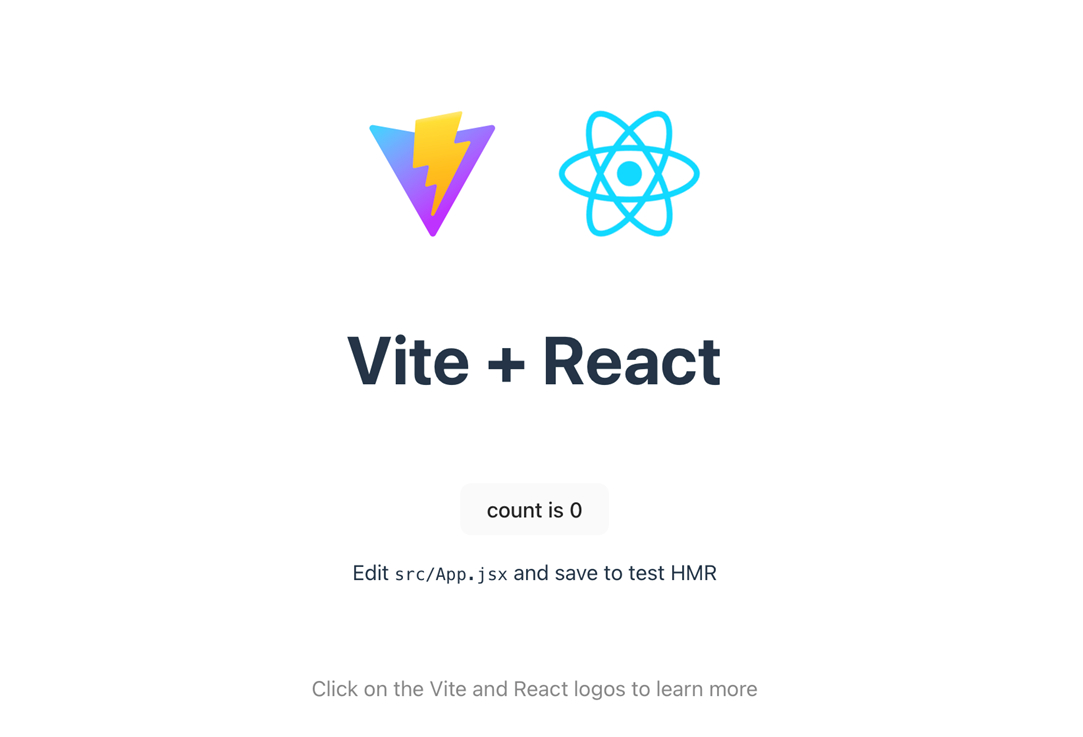 Vite + React
count is 0
Edit src/App.jsx and save to test HMR
Click on the Vite and React logos to learn more